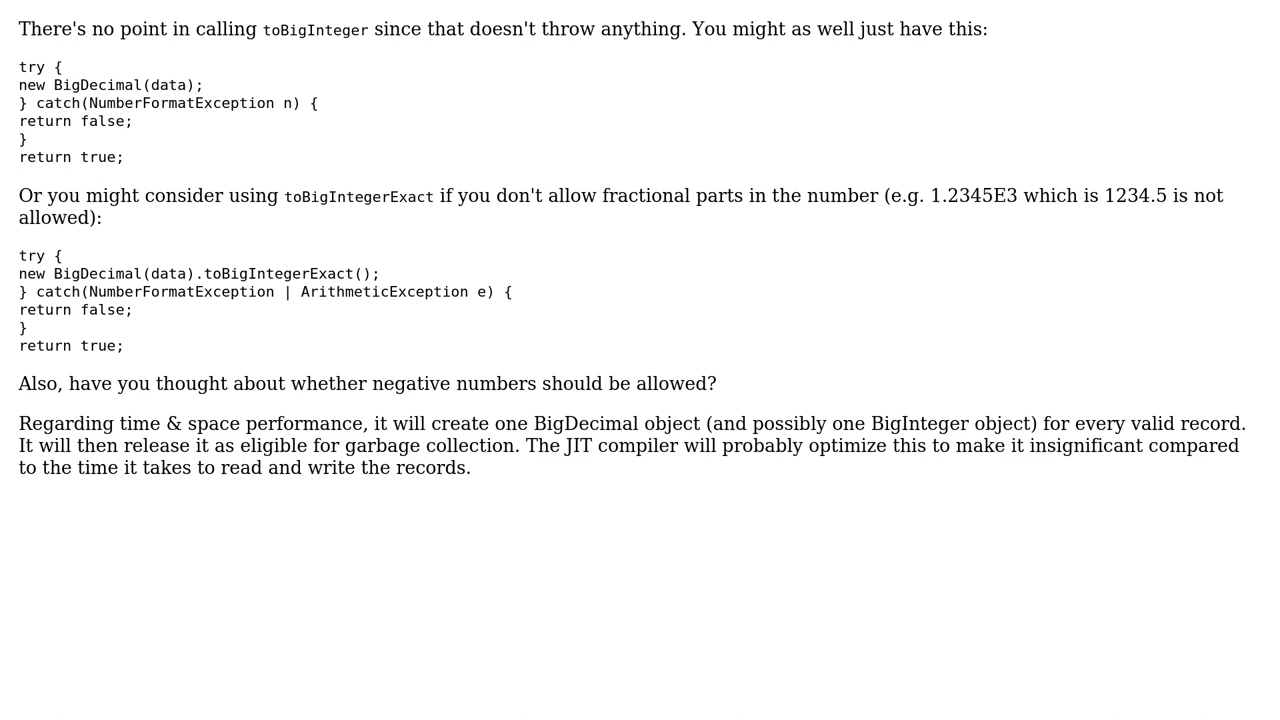 There's no point in calling toBigInteger since that doesn't throw anything. You might as well just have this:
try {
new BigDecimal(data);
} catch(NumberFormatException n) {
return false;
}
return true;
Or you might consider using toBigIntegerExact if you don't allow fractional parts in the number (e.g. 1.2345E3 which is 1234.5 is not
allowed):
try {
new BigDecimal(data).toBigIntegerExact();
} catch(NumberFormatException | ArithmeticException e) {
return false;
}
return true;
Also, have you thought about whether negative numbers should be allowed?
Regarding time & space performance, it will create one BigDecimal object (and possibly one BigInteger object) for every valid record.
It will then release it as eligible for garbage collection. The JIT compiler will probably optimize this to make it insignificant compared
to the time it takes to read and write the records.